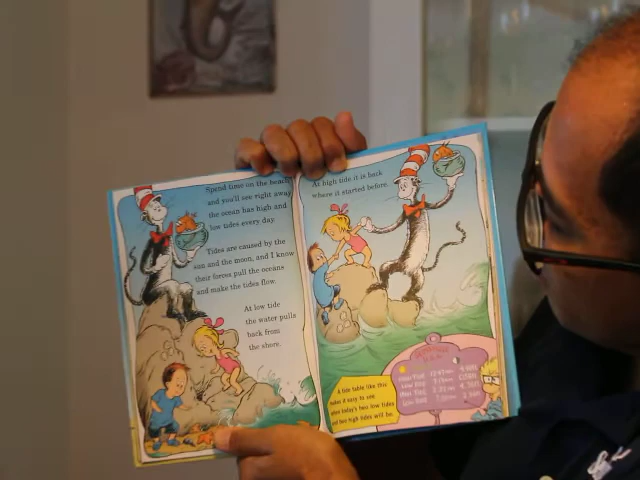 Spend time on the beach
and you'll see right away
the ocean has high and
low tides every day
Tides are caused by the
sun and the moon, and I know
their forces pull the oceans
and make the tides flow.
At low tide
the water pulls
back from
the shore.
At high tide it is back
where it started before.
A tide table like this
makes it easy to see
when today's two low tides
and two high tides will be.